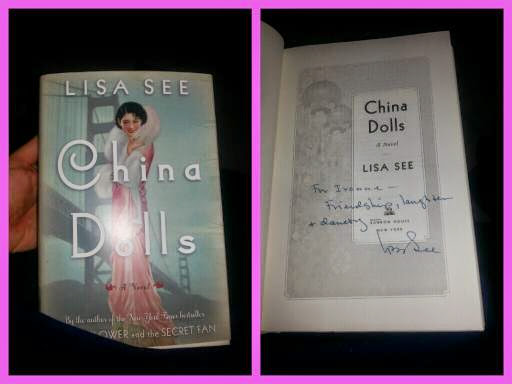 LISA SEE
China
Dolls
A Novel
By the author of the New York Times bestseller
FLOWER and the SECRET FAN
China
Dolls
A Novel
LISA SEE
For Ivonne —
Friendship, laughter
& dancing
RANDOM HOUSE
NEW YORK
Lisa See